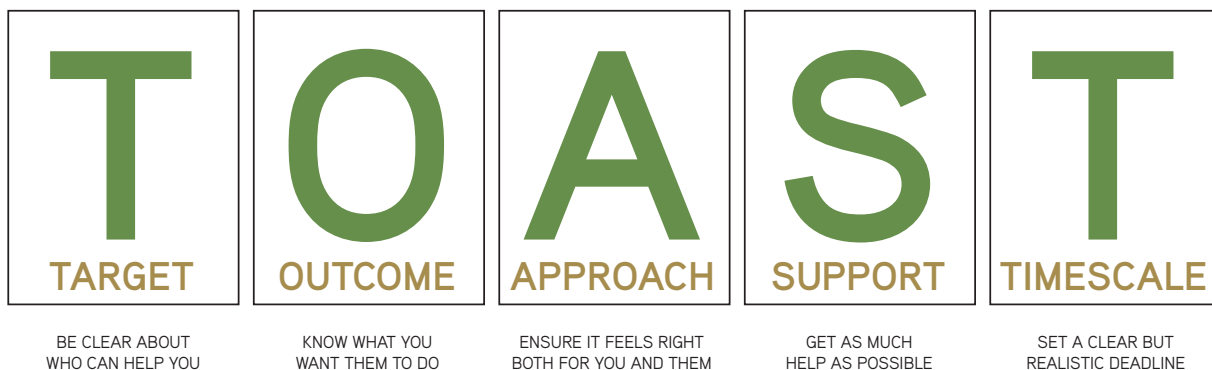 T
TARGET
BE CLEAR ABOUT
WHO CAN HELP YOU
O
OUTCOME
KNOW WHAT YOU
WANT THEM TO DO
A
APPROACH
ENSURE IT FEELS RIGHT
BOTH FOR YOU AND THEM
S
SUPPORT
GET AS MUCH
HELP AS POSSIBLE
T
TIMESCALE
SET A CLEAR BUT
REALISTIC DEADLINE